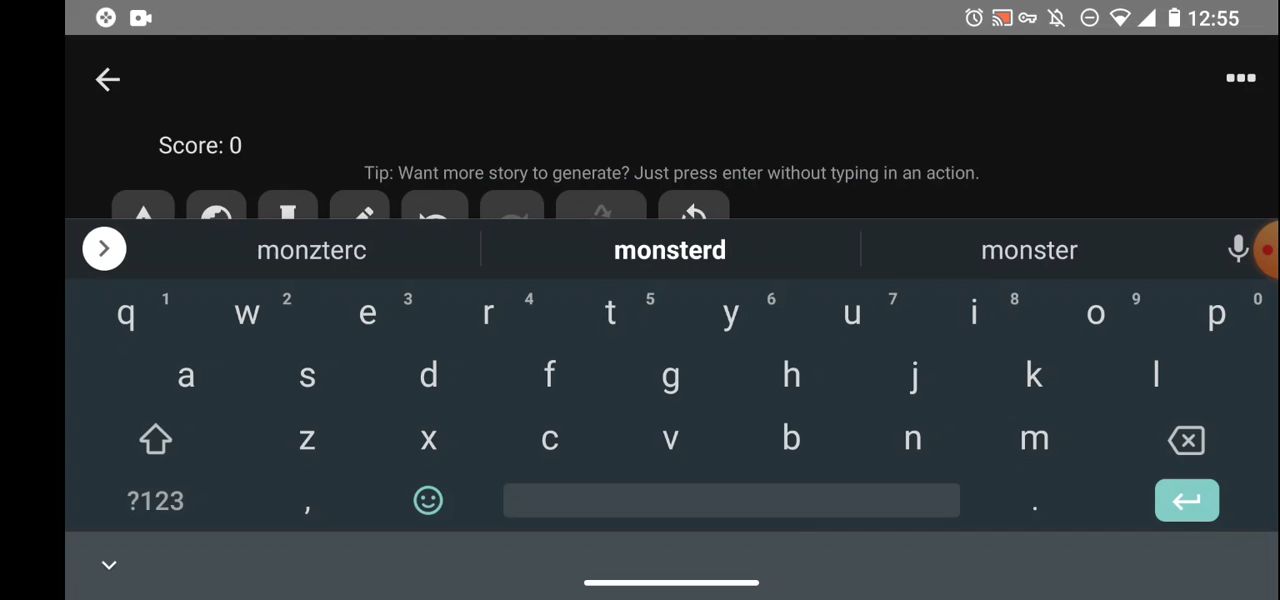 12:55
Score: 0
Tip: Want more story to generate? Just press enter without typing in an action.
monzterc monsterd monster
q 1 w 2 e 3 r 4 t 5 y 6 u 7 i 8 o 9 p 0
a s d f g h j k l
z x c v b n m
?123 , .